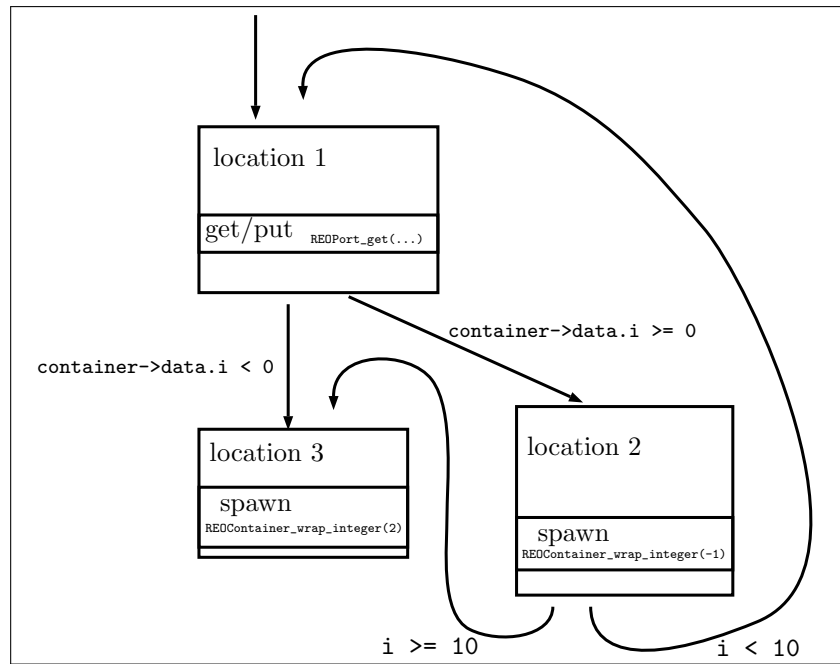 location 1
get/put REOPort_get(...)
container->data.i >= 0
container->data.i < 0
location 3
location 2
spawn
REOContainer_wrap_integer(2)
spawn
REOContainer_wrap_integer(-1)
i >= 10
i < 10